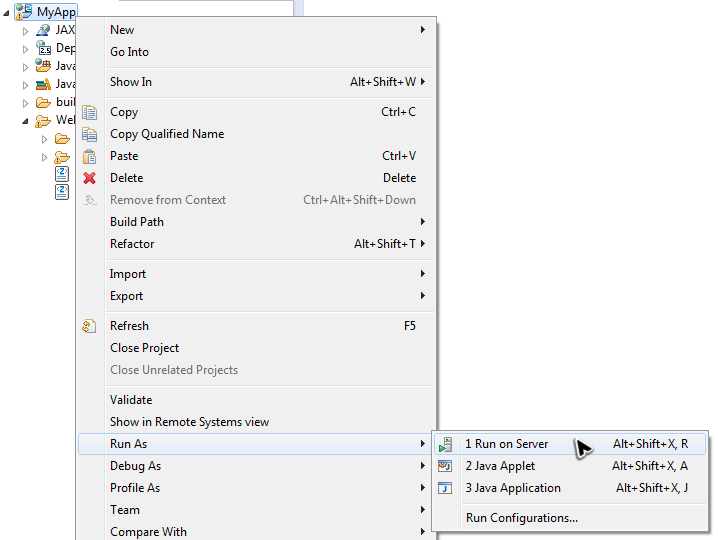 MyApp
JAX
Dep
2.5
Java
Java
buil
Wel
New
Go Into
Show In Alt+Shift+W
Copy Ctrl+C
Copy Qualified Name
Paste Ctrl+V
Delete Delete
Remove from Context Ctrl+Alt+Shift+Down
Build Path
Refactor Alt+Shift+T
Import
Export
Refresh F5
Close Project
Close Unrelated Projects
Validate
Show in Remote Systems view
Run As
Debug As
Profile As
Team
Compare With
1 Run on Server Alt+Shift+X, R
2 Java Applet Alt+Shift+X, A
3 Java Application Alt+Shift+X, J
Run Configurations...